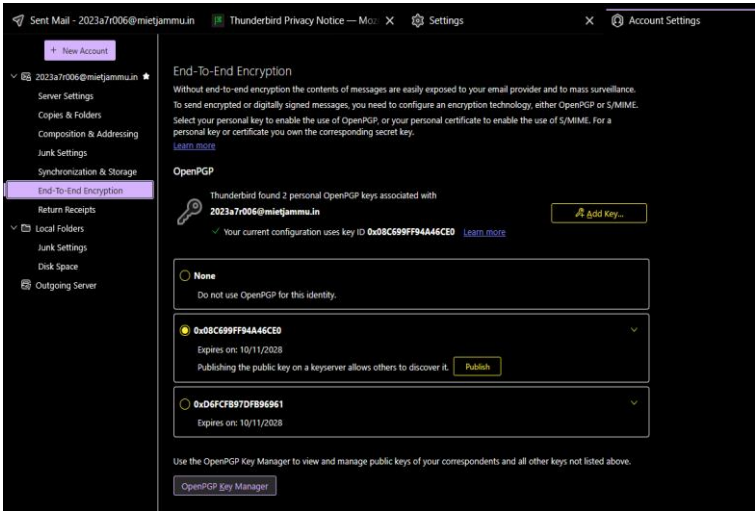 Sent Mail - 2023a7r006@mietjammu.in
Thunderbird Privacy Notice — Moz
Settings
Account Settings
+ New Account
2023a7r006@mietjammu.in
Server Settings
Copies & Folders
Composition & Addressing
Junk Settings
Synchronization & Storage
End-To-End Encryption
Return Receipts
Local Folders
Junk Settings
Disk Space
Outgoing Server
End-To-End Encryption
Without end-to-end encryption the contents of messages are easily exposed to your email provider and to mass surveillance.
To send encrypted or digitally signed messages, you need to configure an encryption technology, either OpenPGP or S/MIME.
Select your personal key to enable the use of OpenPGP, or your personal certificate to enable the use of S/MIME. For a
personal key or certificate you own the corresponding secret key.
Learn more
OpenPGP
Thunderbird found 2 personal OpenPGP keys associated with
2023a7r006@mietjammu.in
Add Key...
Your current configuration uses key ID 0x08C699FF94A46CE0 Learn more
None
Do not use OpenPGP for this identity.
0x08C699FF94A46CE0
Expires on: 10/11/2028
Publishing the public key on a keyserver allows others to discover it. Publish
0xD6FCFB97DFB96961
Expires on: 10/11/2028
Use the OpenPGP Key Manager to view and manage public keys of your correspondents and all other keys not listed above.
OpenPGP Key Manager